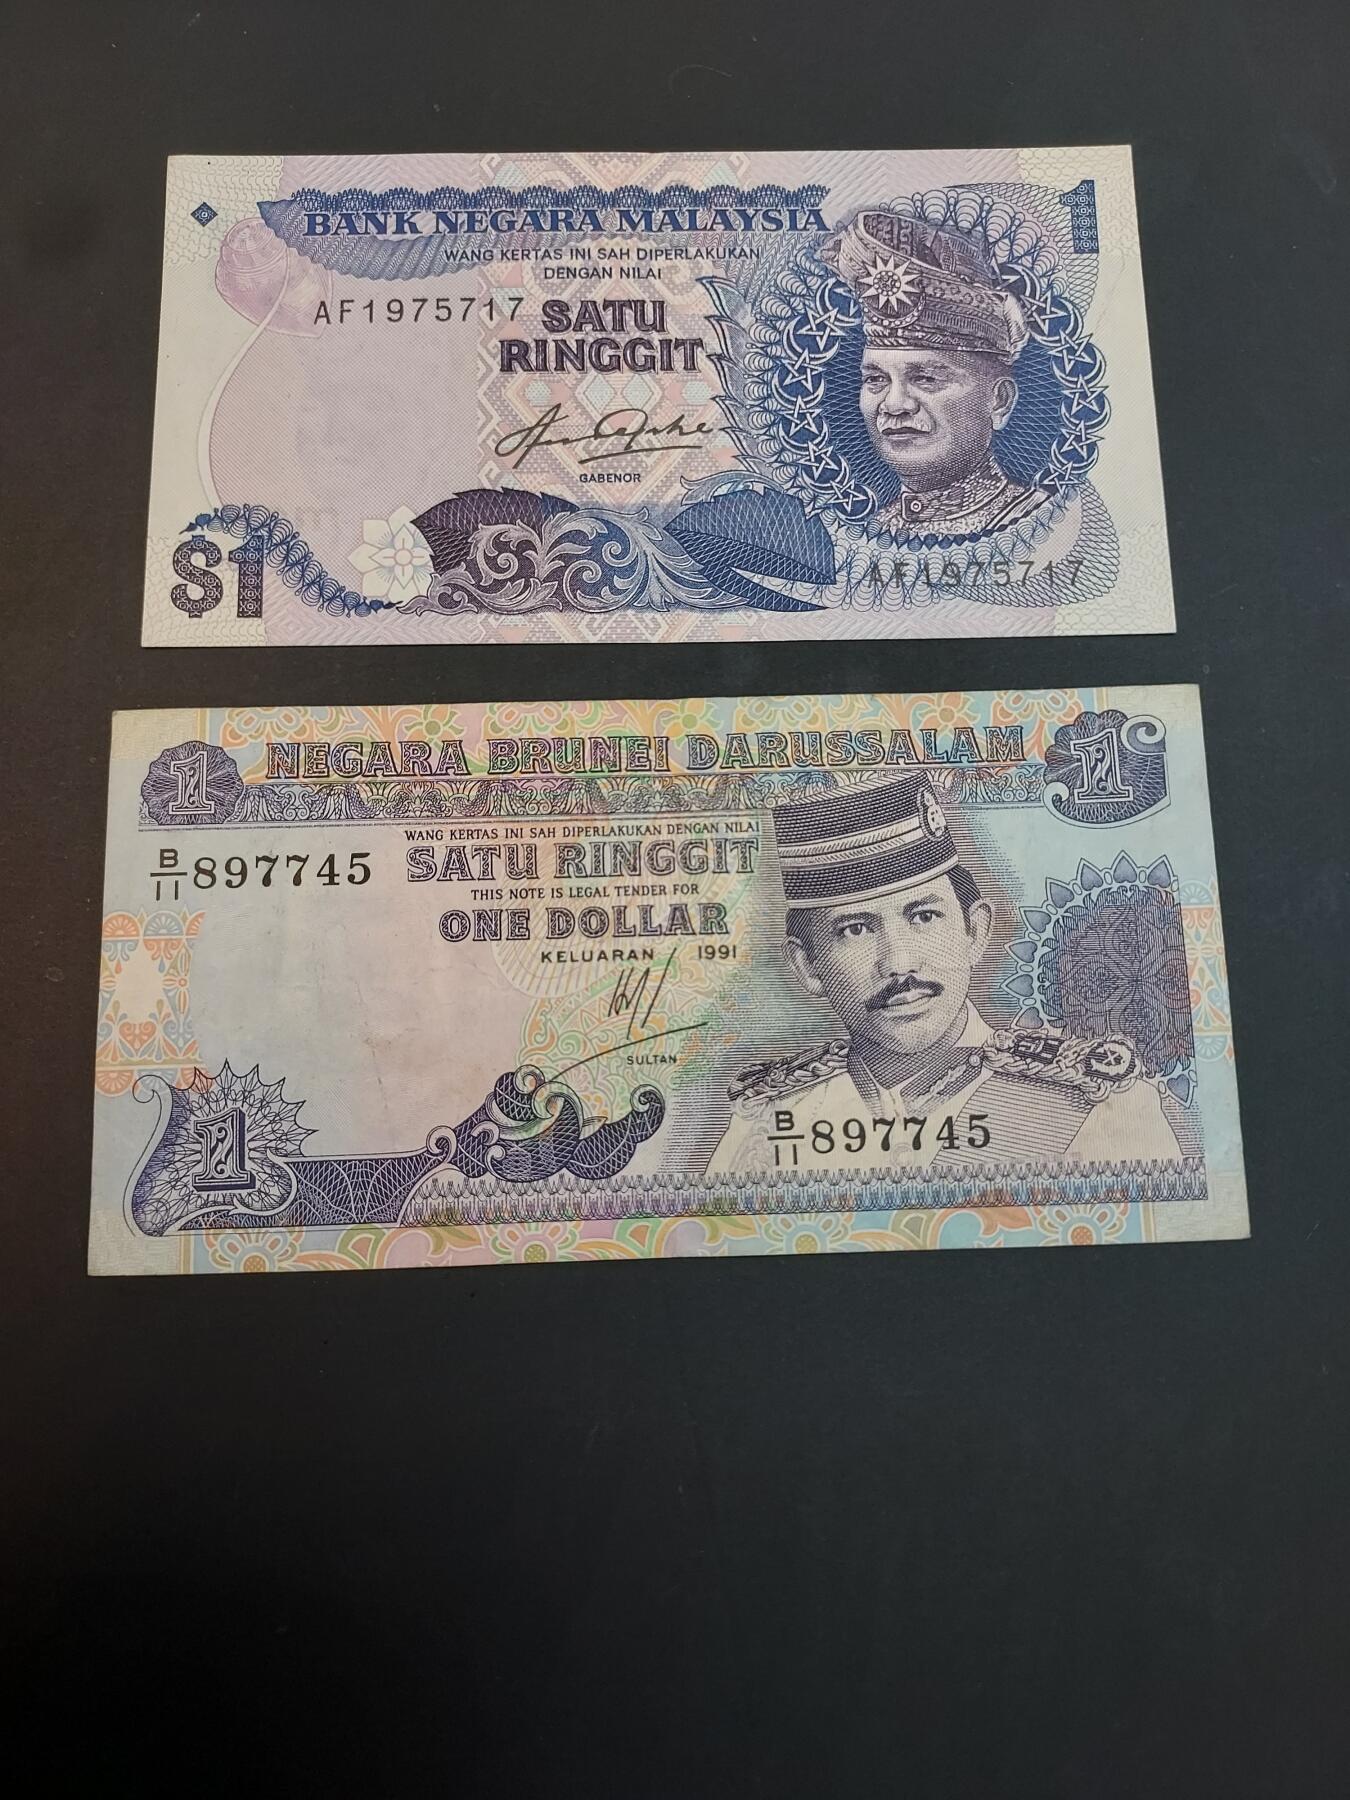 1
BANK NEGARA MALAYSIA
WANG KERTAS INI SAH DIPERLAKUKAN
DENGAN NILAI
AF1975717
SATU
RINGGIT
GABENOR
$1
AF1975717
1 NEGARA BRUNEI DARUSSALAM 1
WANG KERTAS INI SAH DIPERLAKUKAN DENGAN NILAI
B/11 897745
SATU RINGGIT
THIS NOTE IS LEGAL TENDER FOR
ONE DOLLAR
KELUARAN 1991
SULTAN
1
B/11 897745